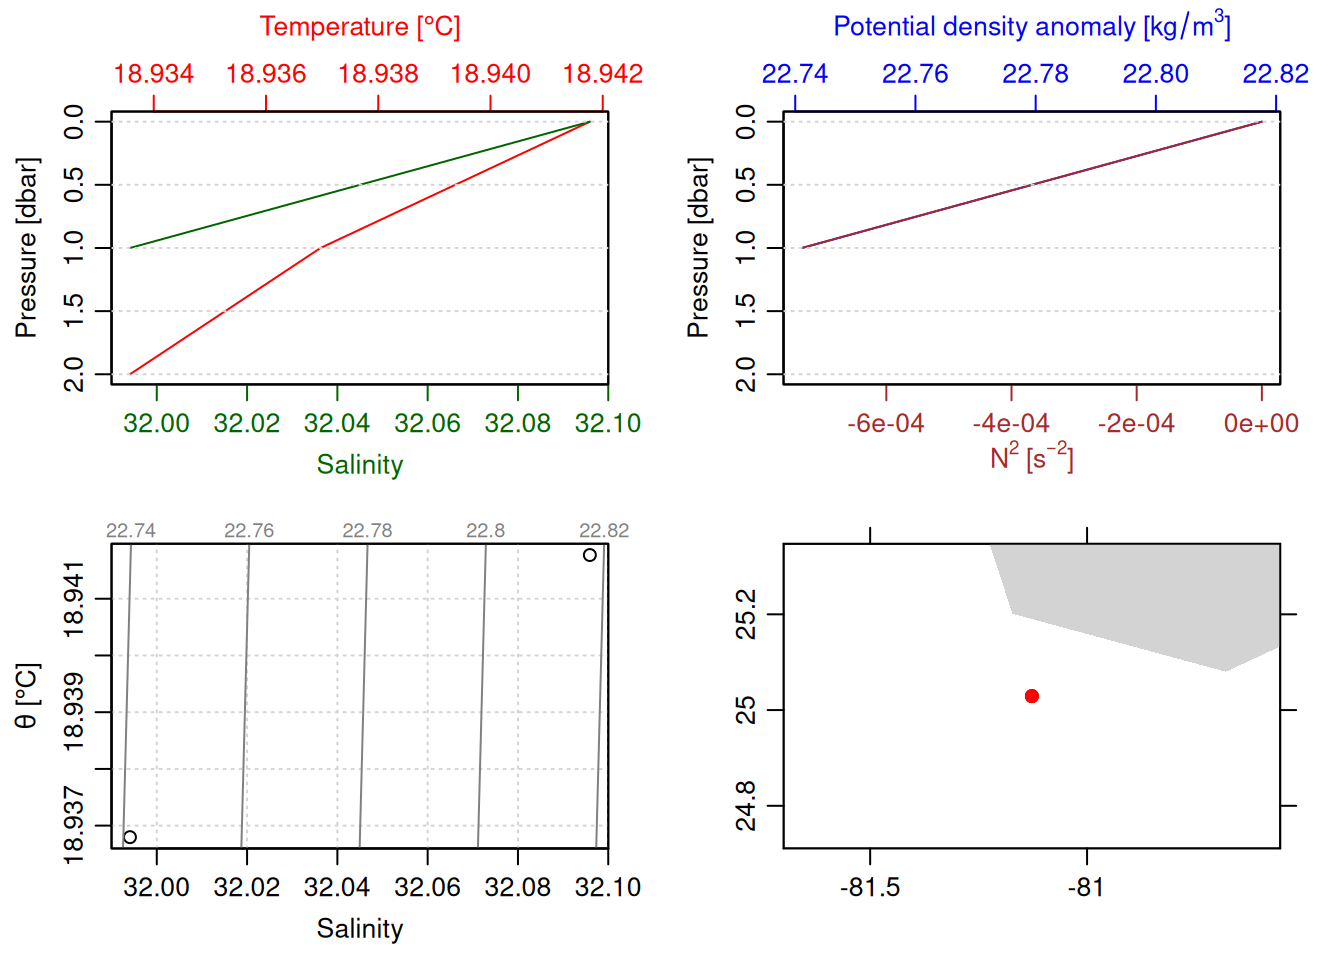 Temperature [°C]
18.934 18.936 18.938 18.940 18.942
Pressure [dbar]
0.0
0.5
1.0
1.5
2.0
32.00 32.02 32.04 32.06 32.08 32.10
Salinity
Potential density anomaly [kg/m³]
22.74 22.76 22.78 22.80 22.82
Pressure [dbar]
0.0
0.5
1.0
1.5
2.0
-6e-04 -4e-04 -2e-04 0e+00
N² [s⁻²]
22.74 22.76 22.78 22.8 22.82
θ [°C]
18.941
18.939
18.937
32.00 32.02 32.04 32.06 32.08 32.10
Salinity
25.2
25
24.8
-81.5 -81